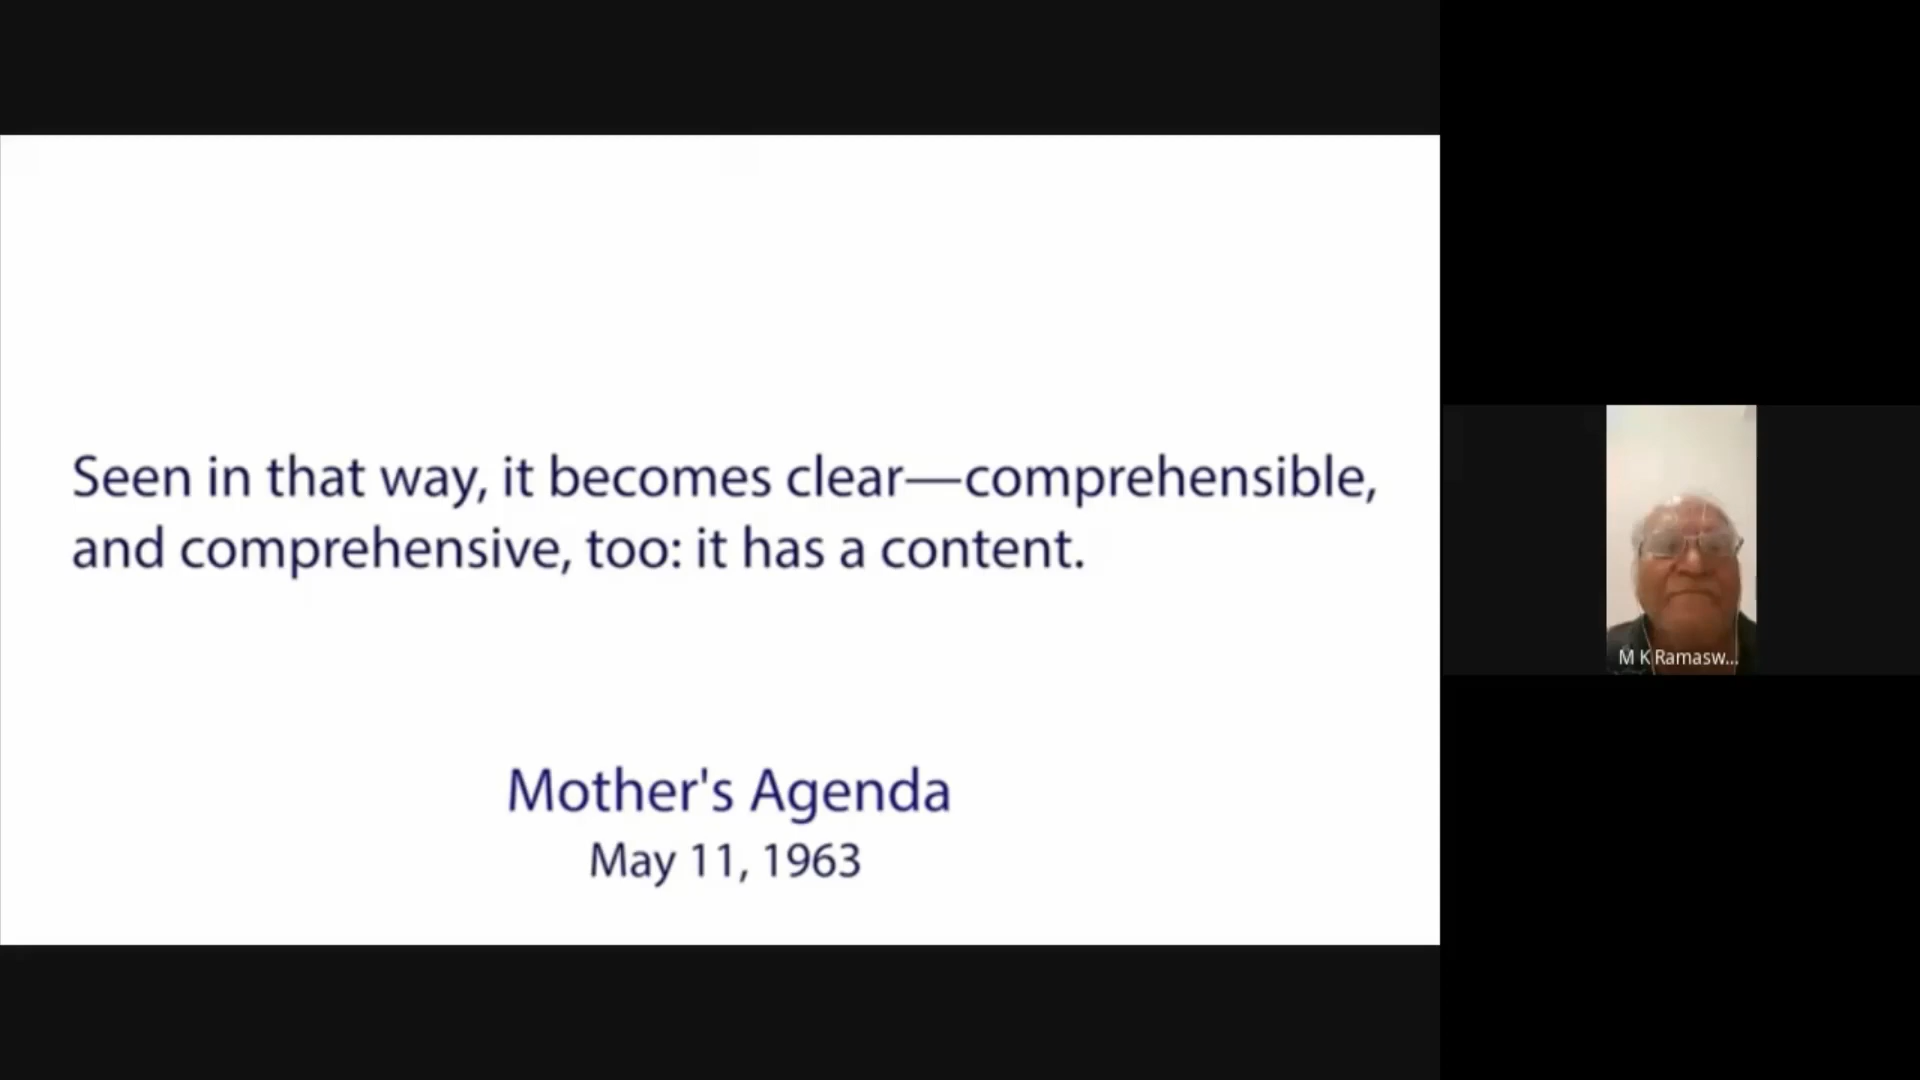 Seen in that way, it becomes clear—comprehensible,
and comprehensive, too: it has a content.
Mother's Agenda
May 11, 1963
M K Ramasw...